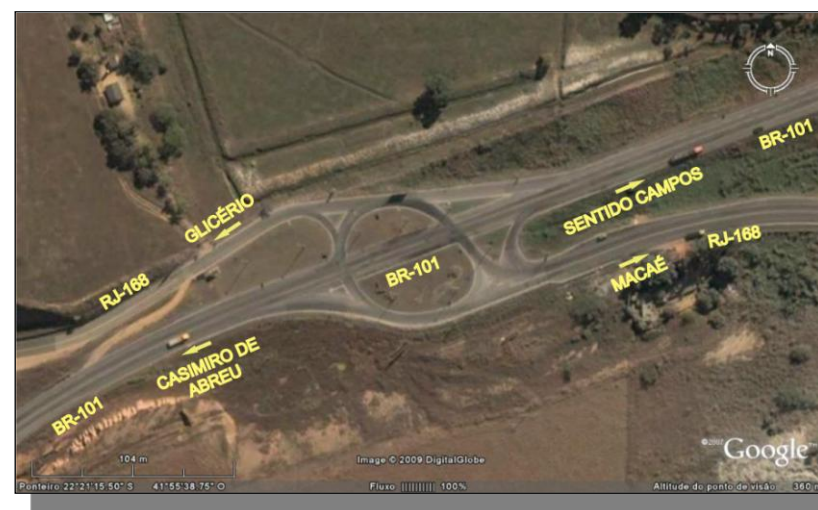 N
BR-101
SENTIDO CAMPOS
GLICÉRIO
RJ-168
MACAÉ
BR-101
RJ-168
CASIMIRO DE
ABREU
BR-101
104 m
Image © 2009 DigitalGlobe
Google
Ponteiro 22°21'15.50" S 41°55'38.75" O
Fluxo 100%
Altitude do ponto de visão 360 m